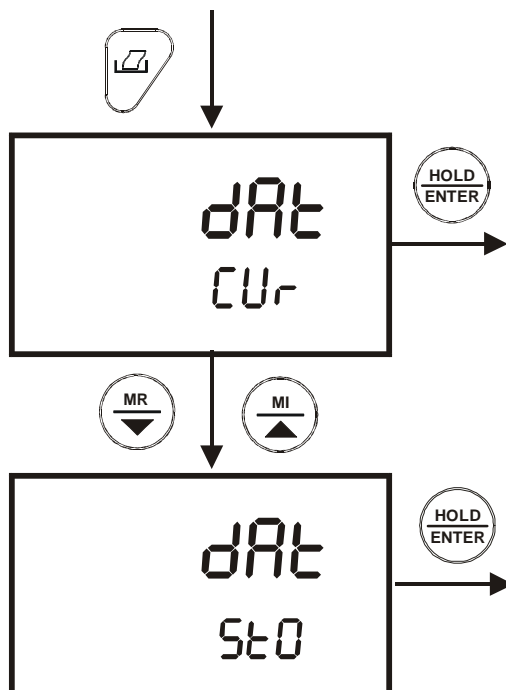 dAt
HOLD
ENTER
CUr
MR
MI
dAt
HOLD
ENTER
StO